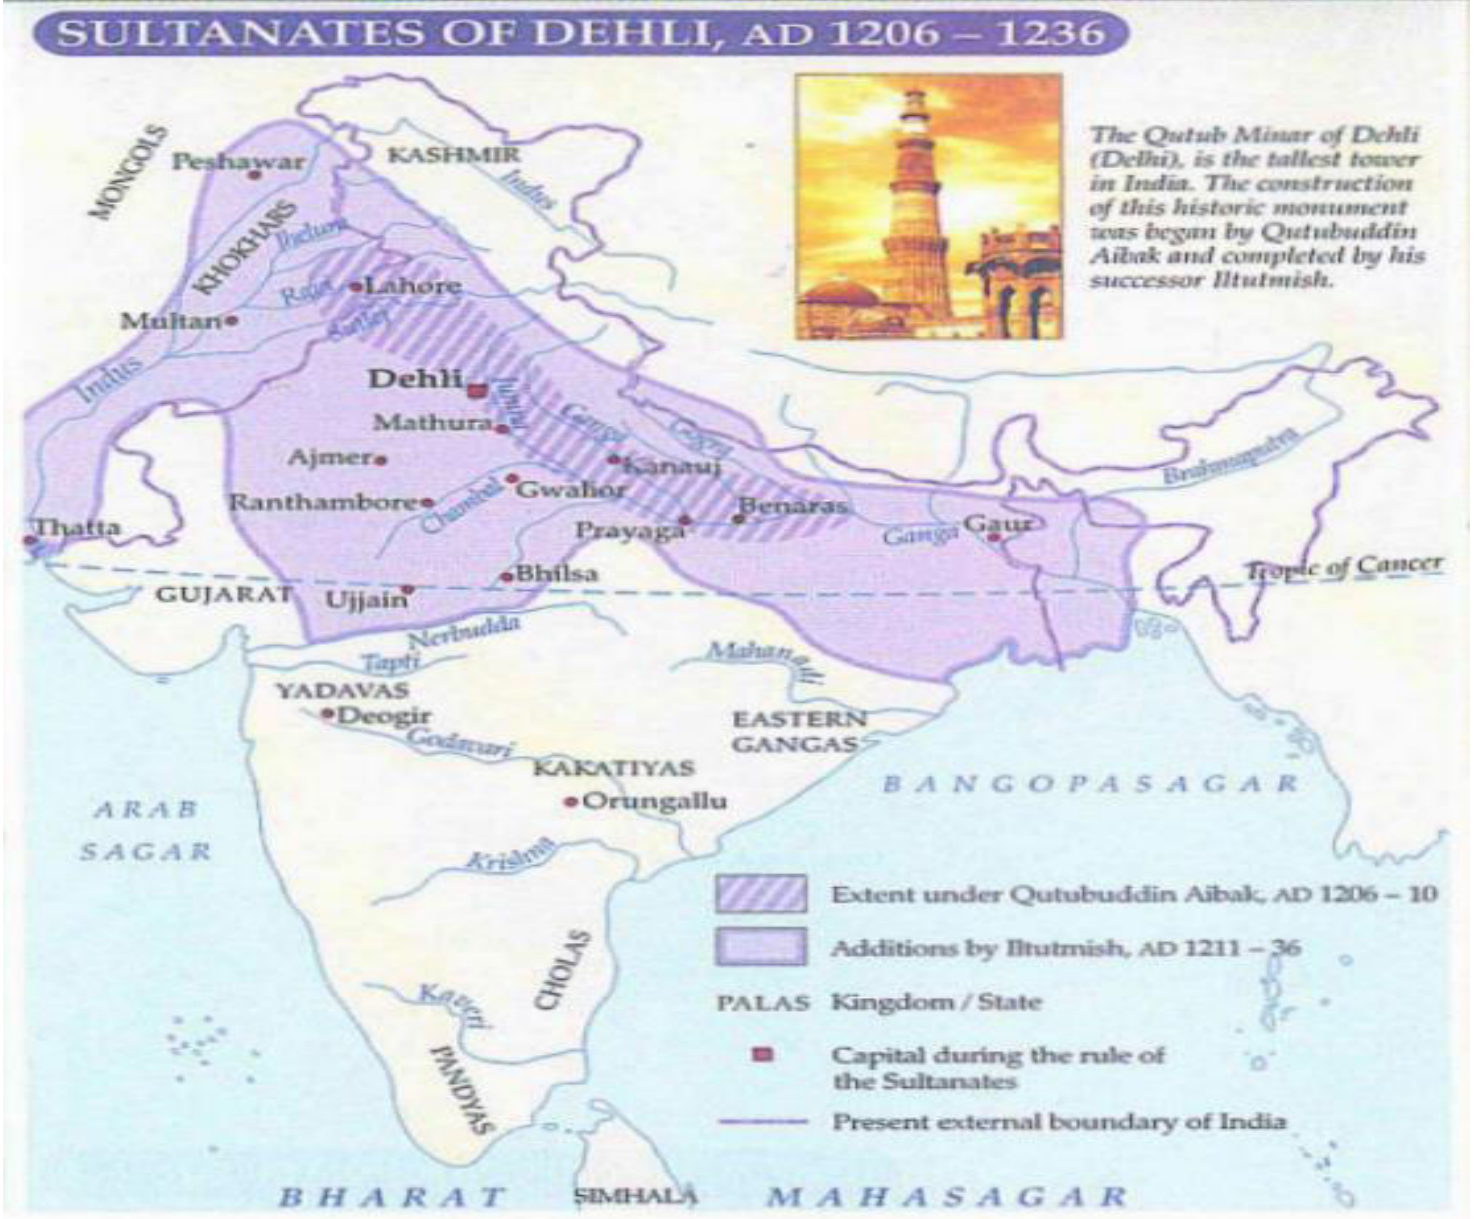 SULTANATES OF DEHLI, AD 1206 – 1236
The Qutub Minar of Dehli
(Delhi), is the tallest tower
in India. The construction
of this historic monument
was began by Qutubuddin
Aibak and completed by his
successor Iltutmish.
MONGOLS
Peshawar
KASHMIR
Indus
KHOKHARS
Jhelum
Ravi
Lahore
Multan
Sutlej
Indus
Dehli
Jumna
Mathura
Ganga
Gogra
Ajmer
Kanauj
Brahmaputra
Ranthambore
Chambal
Gwalior
Benaras
Thatta
Prayaga
Ganga
Gaur
Bhilsa
Tropic of Cancer
GUJARAT
Ujjain
Nerbudda
Tapti
Mahanadi
YADAVAS
Deogir
Godavari
EASTERN
GANGAS
KAKATIYAS
Orungallu
BANGOPASAGAR
ARAB
SAGAR
Krishna
CHOLAS
Kaveri
PANDYAS
Extent under Qutubuddin Aibak, AD 1206 – 10
Additions by Iltutmish, AD 1211 – 36
PALAS Kingdom / State
Capital during the rule of
the Sultanates
Present external boundary of India
BHARAT MAHASAGAR
SIMHALA